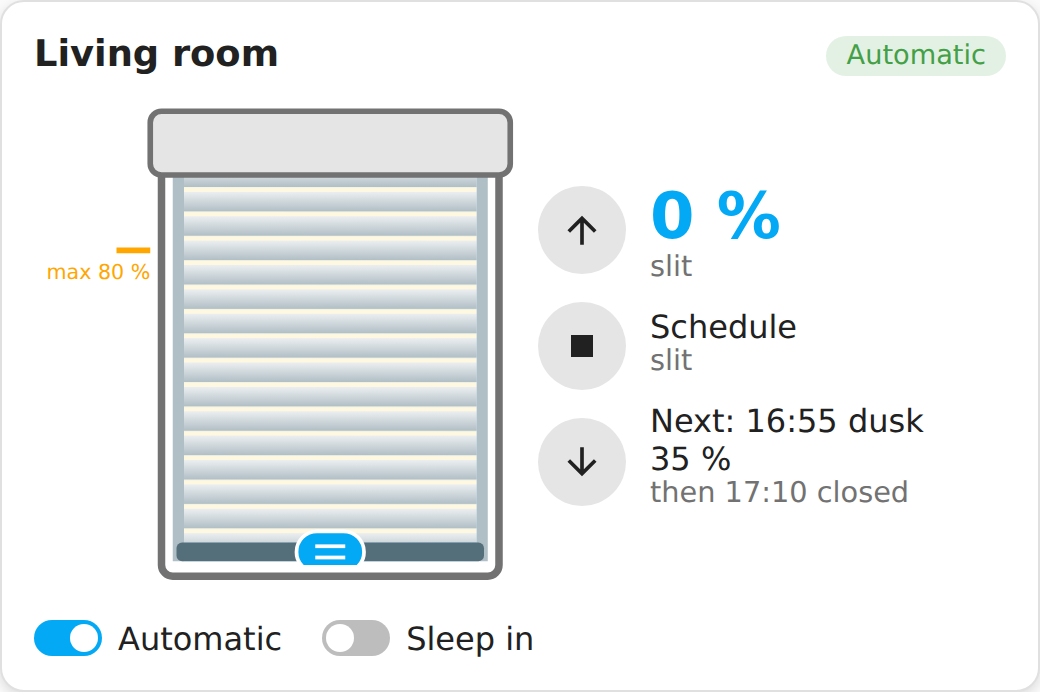 Living room
Automatic
max 80 %
0 %
slit
Schedule
slit
Next: 16:55 dusk
35 %
then 17:10 closed
Automatic
Sleep in